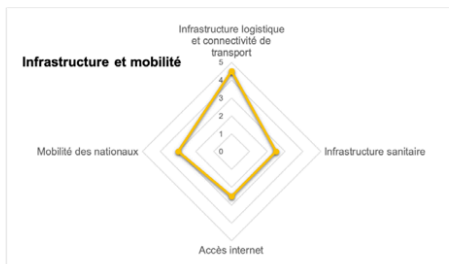 Infrastructure logistique
et connectivité de
transport
Infrastructure et mobilité
5
4
3
2
1
0
Mobilité des nationaux
Infrastructure sanitaire
Accès internet